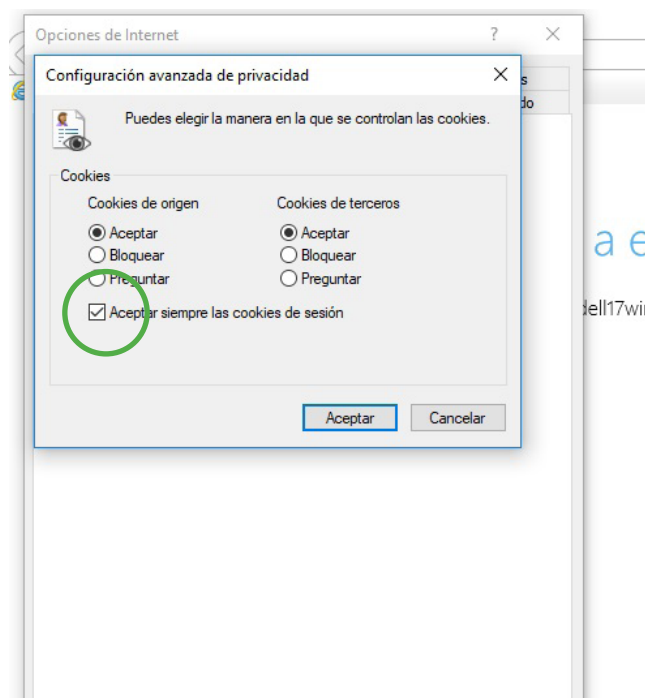 Opciones de Internet
?
Configuración avanzada de privacidad
s
do
Puedes elegir la manera en la que se controlan las cookies.
Cookies
Cookies de origen
Cookies de terceros
Aceptar
Aceptar
Bloquear
Bloquear
Preguntar
Preguntar
a e
Aceptar siempre las cookies de sesión
dell17wi
Aceptar
Cancelar